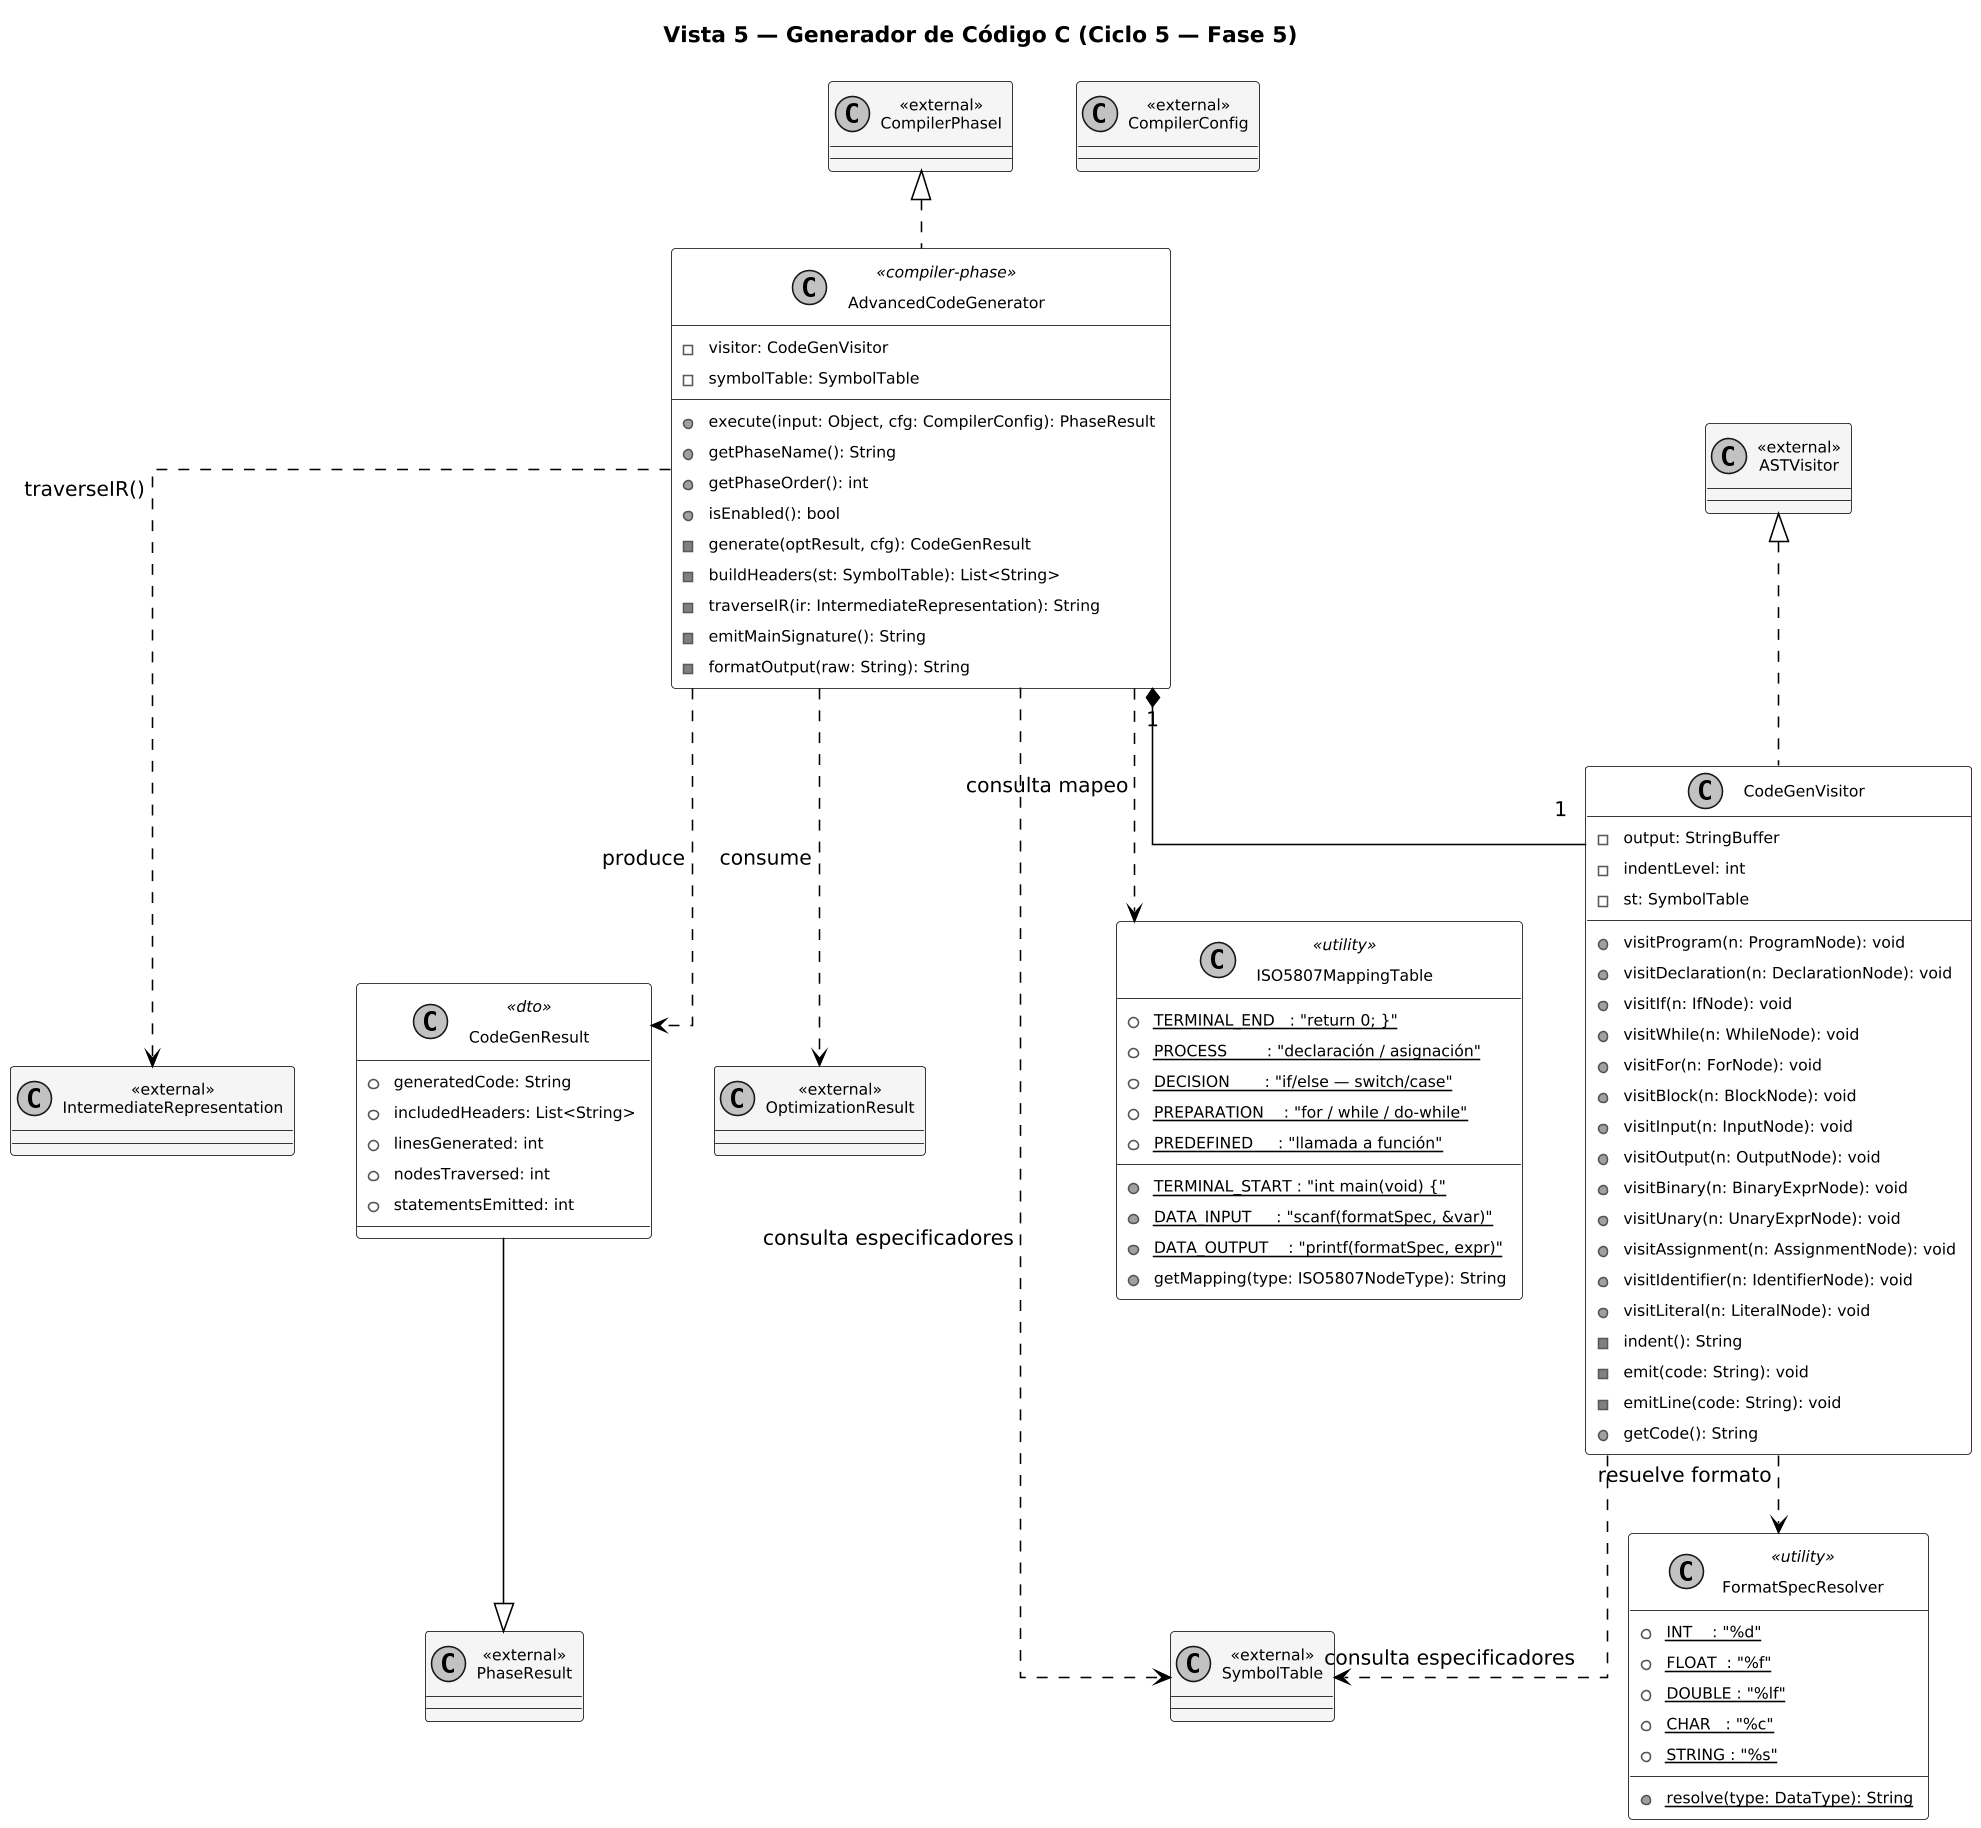 Vista 5 — Generador de Código C (Ciclo 5 — Fase 5)
C
«external»
CompilerPhaseI
C
«external»
CompilerConfig
C
«compiler-phase»
AdvancedCodeGenerator
visitor: CodeGenVisitor
symbolTable: SymbolTable
execute(input: Object, cfg: CompilerConfig): PhaseResult
getPhaseName(): String
getPhaseOrder(): int
isEnabled(): bool
generate(optResult, cfg): CodeGenResult
buildHeaders(st: SymbolTable): List<String>
traverseIR(ir: IntermediateRepresentation): String
emitMainSignature(): String
formatOutput(raw: String): String
C
«external»
ASTVisitor
traverseIR()
produce
consume
consulta mapeo
1
1
C
CodeGenVisitor
output: StringBuffer
indentLevel: int
st: SymbolTable
visitProgram(n: ProgramNode): void
visitDeclaration(n: DeclarationNode): void
visitIf(n: IfNode): void
visitWhile(n: WhileNode): void
visitFor(n: ForNode): void
visitBlock(n: BlockNode): void
visitInput(n: InputNode): void
visitOutput(n: OutputNode): void
visitBinary(n: BinaryExprNode): void
visitUnary(n: UnaryExprNode): void
visitAssignment(n: AssignmentNode): void
visitIdentifier(n: IdentifierNode): void
visitLiteral(n: LiteralNode): void
indent(): String
emit(code: String): void
emitLine(code: String): void
getCode(): String
C
«utility»
ISO5807MappingTable
TERMINAL_END : "return 0; }"
PROCESS : "declaración / asignación"
DECISION : "if/else — switch/case"
PREPARATION : "for / while / do-while"
PREDEFINED : "llamada a función"
TERMINAL_START : "int main(void) {"
DATA_INPUT : "scanf(formatSpec, &var)"
DATA_OUTPUT : "printf(formatSpec, expr)"
getMapping(type: ISO5807NodeType): String
C
«dto»
CodeGenResult
generatedCode: String
includedHeaders: List<String>
linesGenerated: int
nodesTraversed: int
statementsEmitted: int
C
«external»
IntermediateRepresentation
C
«external»
OptimizationResult
consulta especificadores
resuelve formato
C
«utility»
FormatSpecResolver
INT : "%d"
FLOAT : "%f"
DOUBLE : "%lf"
CHAR : "%c"
STRING : "%s"
resolve(type: DataType): String
C
«external»
PhaseResult
C
«external»
SymbolTable
consulta especificadores